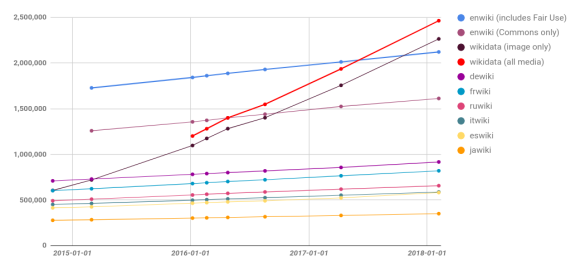 2,500,000
2,000,000
1,500,000
1,000,000
500,000
0
2015-01-01
2016-01-01
2017-01-01
2018-01-01
enwiki (includes Fair Use)
enwiki (Commons only)
wikidata (image only)
wikidata (all media)
dewiki
frwiki
ruwiki
itwiki
eswiki
jawiki